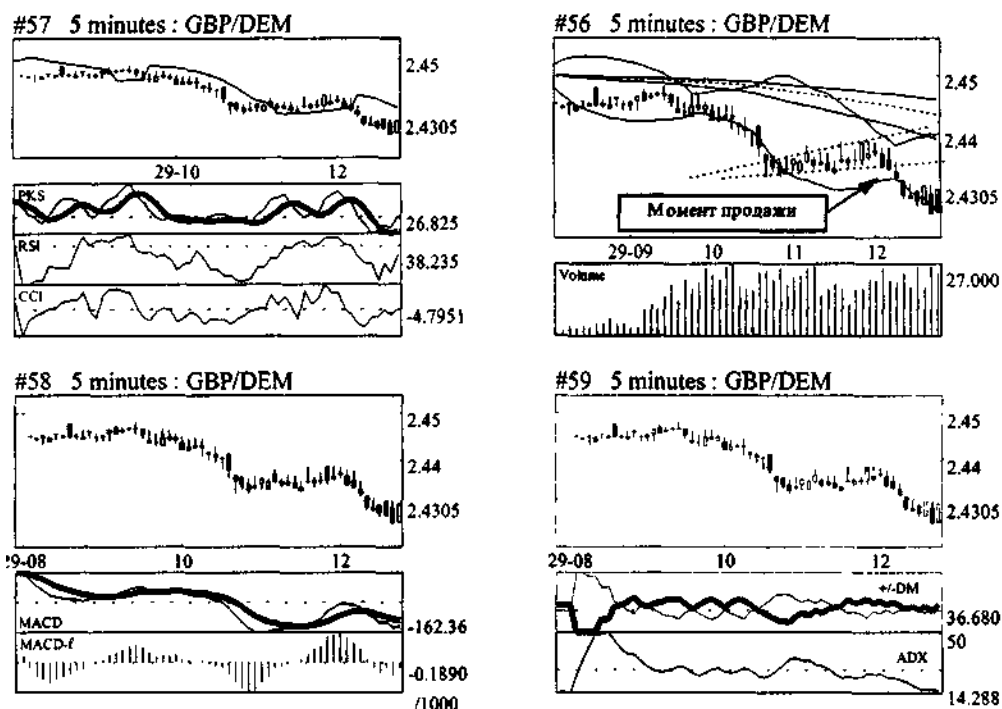 #57 5 minutes : GBP/DEM
2.45
2.4305
29-10 12
PKS
26.825
RSI
38.235
CCI
-4.7951
#56 5 minutes : GBP/DEM
2.45
2.44
2.4305
Момент продажи
29-09 10 11 12
Volume
27.000
#58 5 minutes : GBP/DEM
2.45
2.44
2.4305
29-08 10 12
MACD
-162.36
MACD-f
-0.1890
/1000
#59 5 minutes : GBP/DEM
2.45
2.44
2.4305
29-08 10 12
+/-DM
36.680
50
ADX
14.288